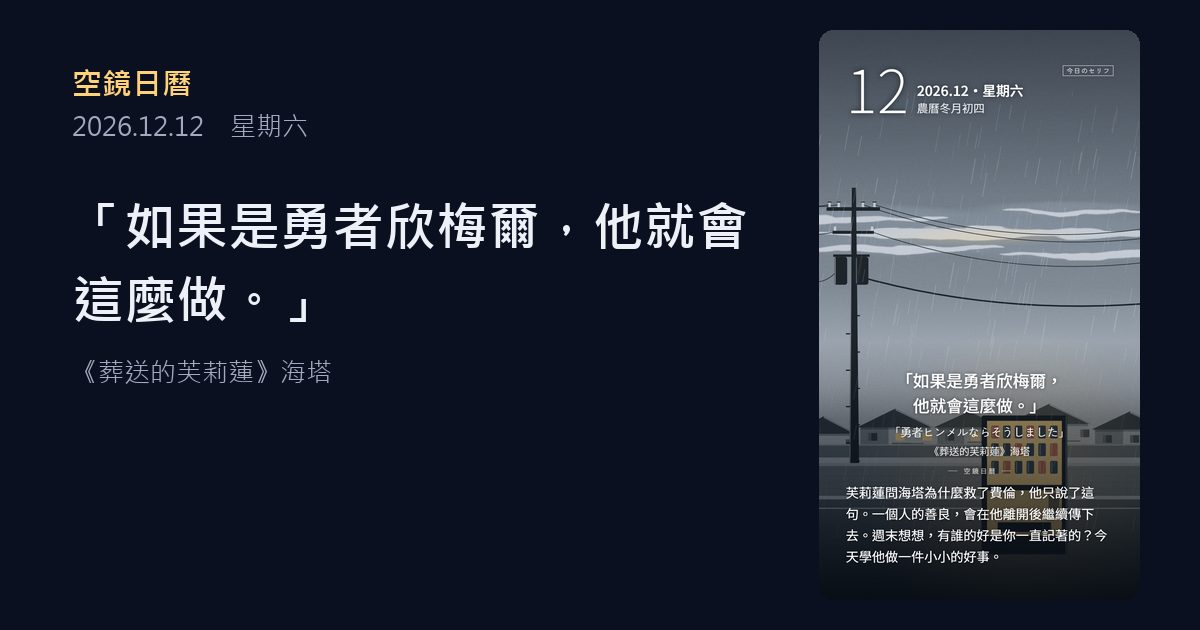 空鏡日曆
2026.12.12 星期六
「如果是勇者欣梅爾，他就會
這麼做。」
《葬送的芙莉蓮》海塔
今日のセリフ
12
2026.12・星期六
農曆冬月初四
「如果是勇者欣梅爾，
他就會這麼做。」
「勇者ヒンメルならそうしました」
《葬送的芙莉蓮》海塔
— 空鏡日曆 —
芙莉蓮問海塔為什麼救了費倫，他只說了這
句。一個人的善良，會在他離開後繼續傳下
去。週末想想，有誰的好是你一直記著的？今
天學他做一件小小的好事。